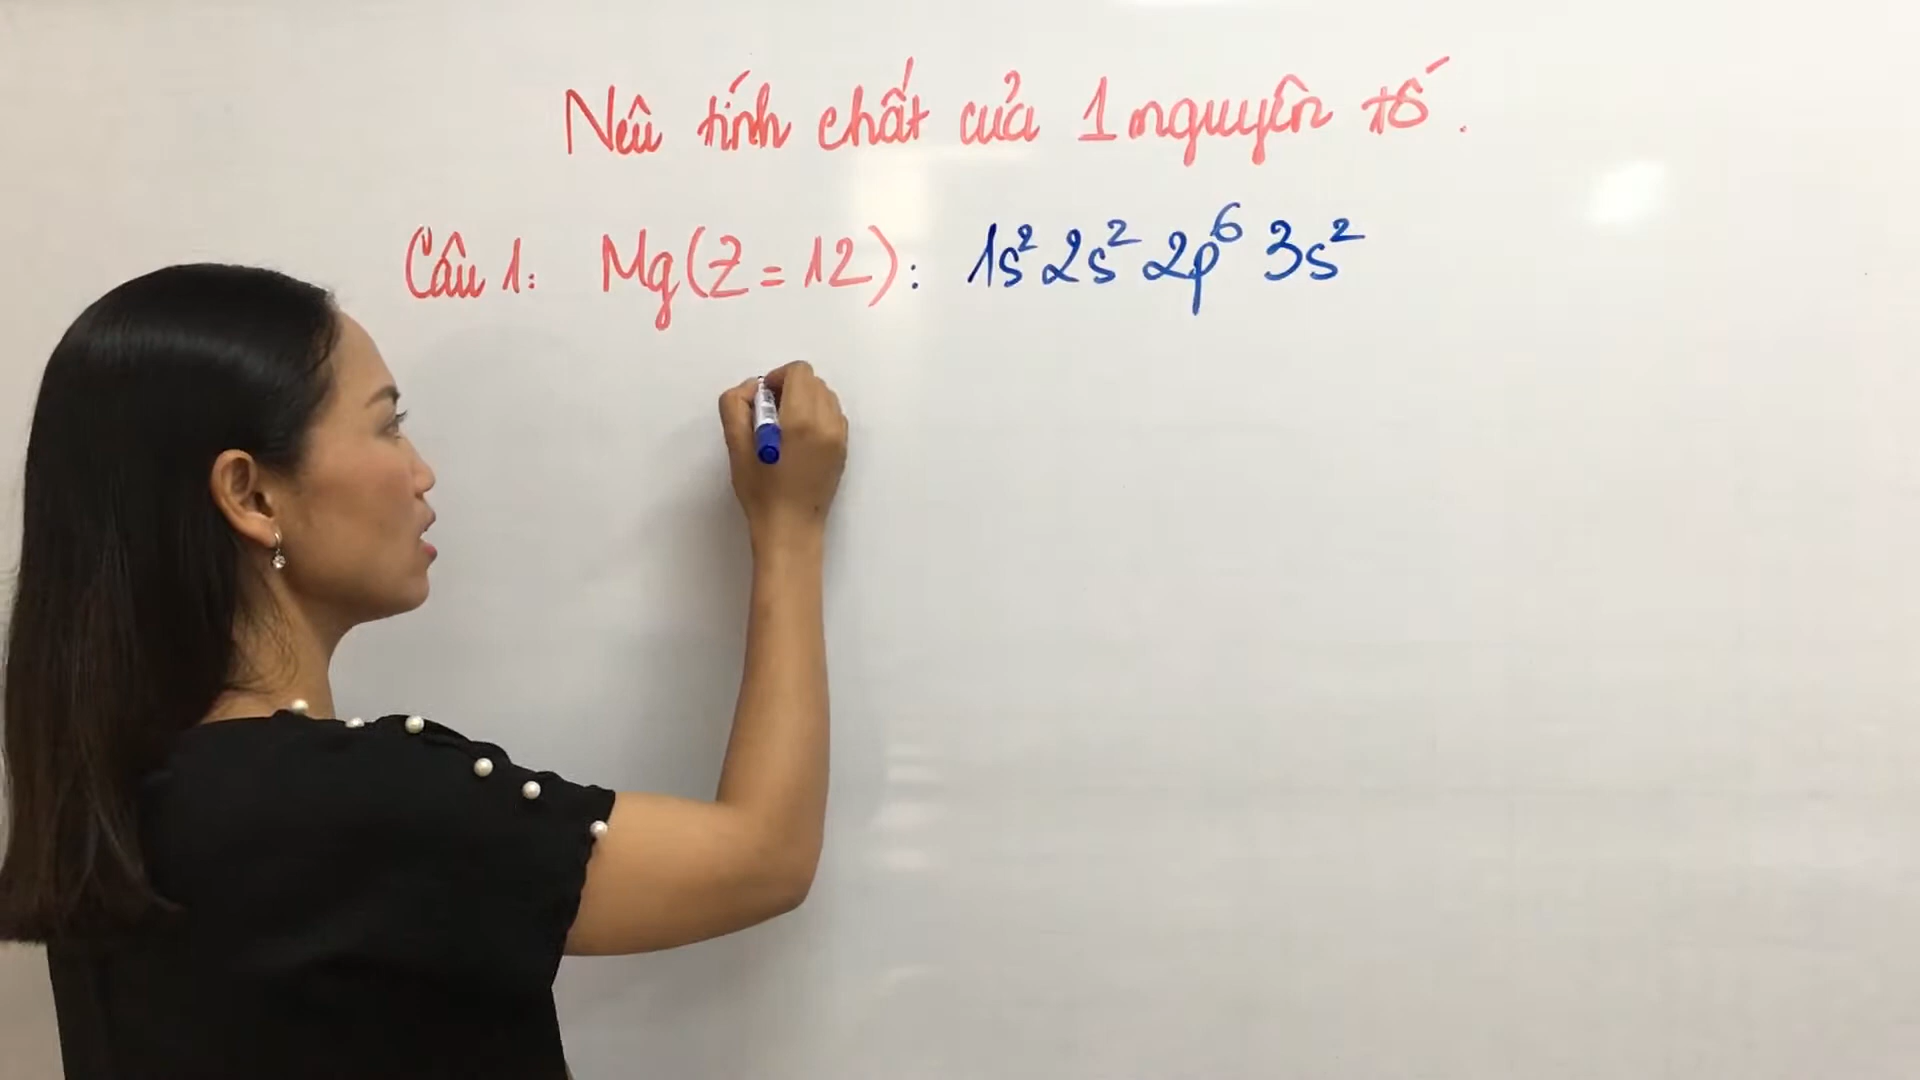 Nêu tính chất của 1 nguyên tố.
Câu 1: Mg(Z=12): 1s² 2s² 2p⁶ 3s²